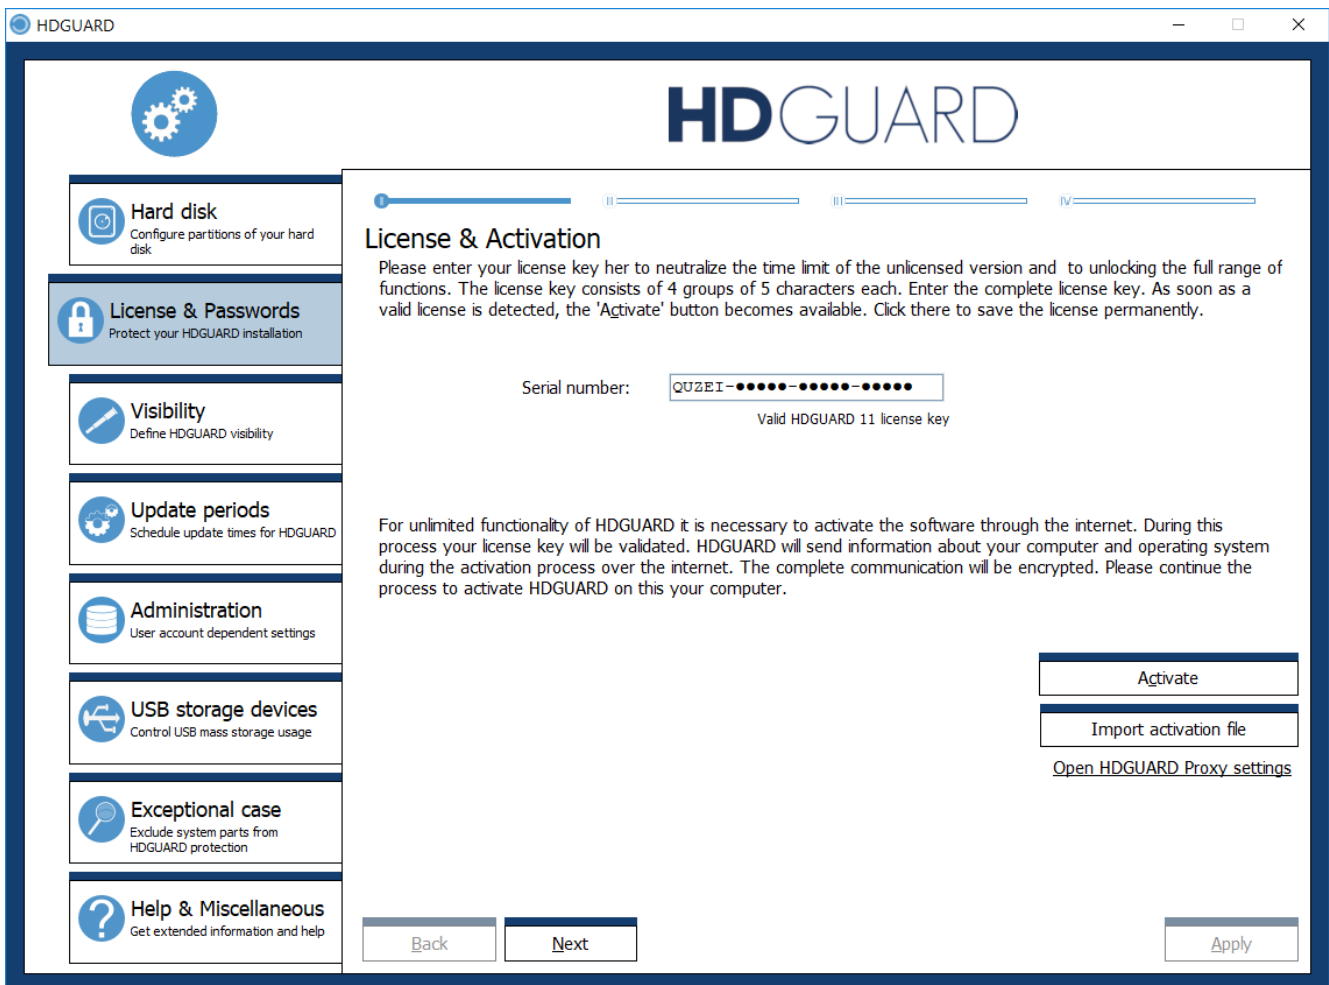 HDGUARD
HDGUARD
Hard disk
Configure partitions of your hard
disk
License & Passwords
Protect your HDGUARD installation
Visibility
Define HDGUARD visibility
Update periods
Schedule update times for HDGUARD
Administration
User account dependent settings
USB storage devices
Control USB mass storage usage
Exceptional case
Exclude system parts from
HDGUARD protection
Help & Miscellaneous
Get extended information and help
I II III IV
License & Activation
Please enter your license key her to neutralize the time limit of the unlicensed version and to unlocking the full range of
functions. The license key consists of 4 groups of 5 characters each. Enter the complete license key. As soon as a
valid license is detected, the 'Activate' button becomes available. Click there to save the license permanently.
Serial number: QUZEI-●●●●●-●●●●●-●●●●●
Valid HDGUARD 11 license key
For unlimited functionality of HDGUARD it is necessary to activate the software through the internet. During this
process your license key will be validated. HDGUARD will send information about your computer and operating system
during the activation process over the internet. The complete communication will be encrypted. Please continue the
process to activate HDGUARD on this your computer.
Activate
Import activation file
Open HDGUARD Proxy settings
Back Next Apply